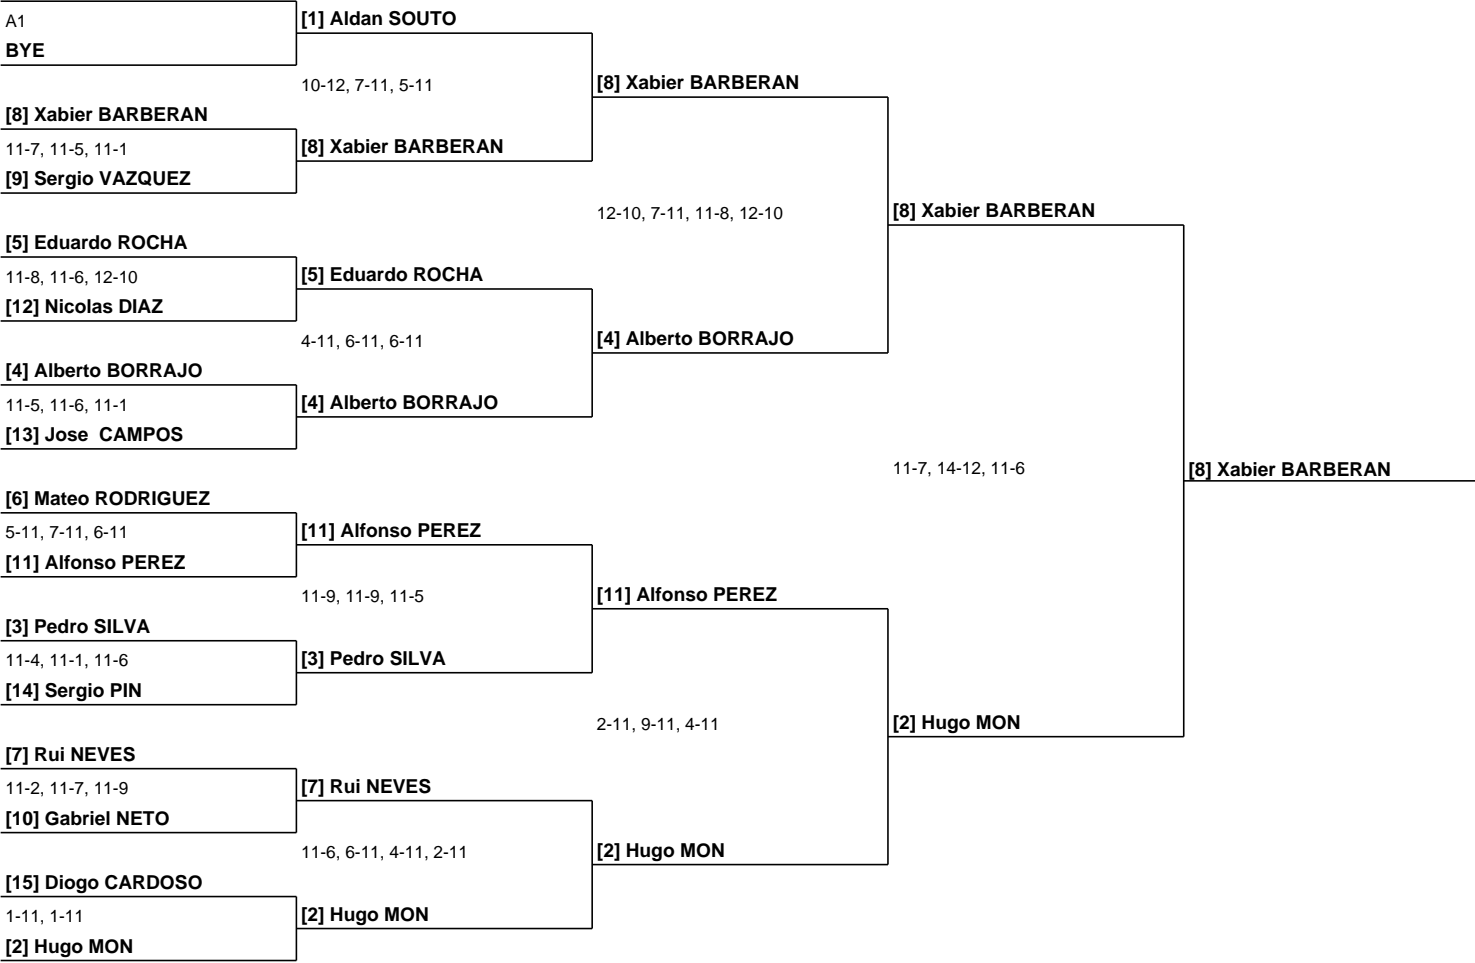 A1
BYE
[8] Xabier BARBERAN
11-7, 11-5, 11-1
[9] Sergio VAZQUEZ
[5] Eduardo ROCHA
11-8, 11-6, 12-10
[12] Nicolas DIAZ
[4] Alberto BORRAJO
11-5, 11-6, 11-1
[13] Jose  CAMPOS
[6] Mateo RODRIGUEZ
5-11, 7-11, 6-11
[11] Alfonso PEREZ
[3] Pedro SILVA
11-4, 11-1, 11-6
[14] Sergio PIN
[7] Rui NEVES
11-2, 11-7, 11-9
[10] Gabriel NETO
[15] Diogo CARDOSO
1-11, 1-11
[2] Hugo MON
[1] Aldan SOUTO
10-12, 7-11, 5-11
[8] Xabier BARBERAN
[5] Eduardo ROCHA
4-11, 6-11, 6-11
[4] Alberto BORRAJO
[11] Alfonso PEREZ
11-9, 11-9, 11-5
[3] Pedro SILVA
[7] Rui NEVES
11-6, 6-11, 4-11, 2-11
[2] Hugo MON
[8] Xabier BARBERAN
12-10, 7-11, 11-8, 12-10
[4] Alberto BORRAJO
[11] Alfonso PEREZ
2-11, 9-11, 4-11
[2] Hugo MON
[8] Xabier BARBERAN
11-7, 14-12, 11-6
[2] Hugo MON
[8] Xabier BARBERAN